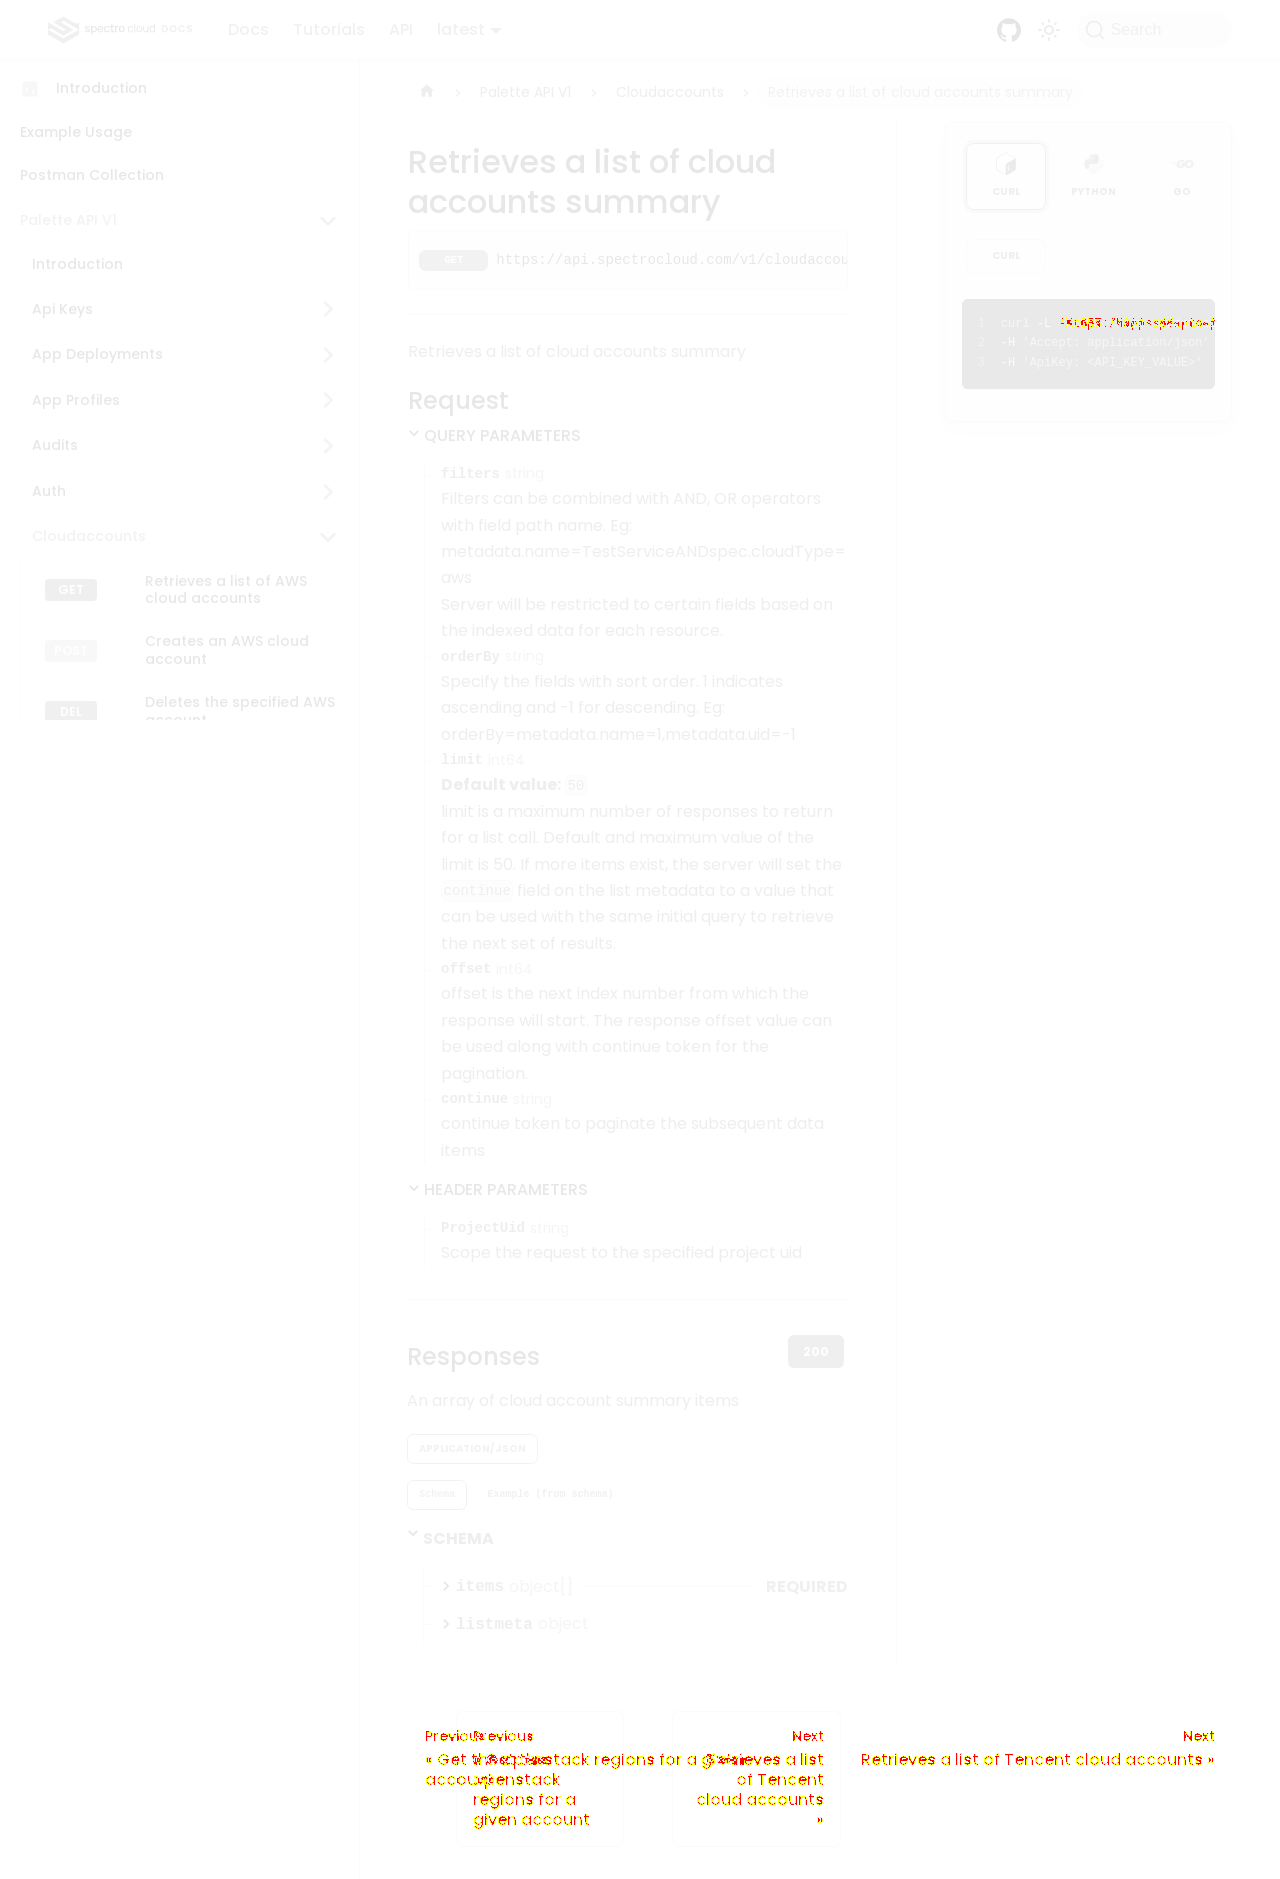 spectro cloud DOCS
Docs Tutorials API latest
Search
Introduction
Example Usage
Postman Collection
Palette API V1
Introduction
Api Keys
App Deployments
App Profiles
Audits
Auth
Cloudaccounts
GET Retrieves a list of AWS
cloud accounts
POST Creates an AWS cloud
account
DEL Deletes the specified AWS
account
Palette API V1 Cloudaccounts Retrieves a list of cloud accounts summary
Retrieves a list of cloud
accounts summary
GET https://api.spectrocloud.com/v1/cloudaccou
Retrieves a list of cloud accounts summary
Request
QUERY PARAMETERS
filters string
Filters can be combined with AND, OR operators
with field path name. Eg:
metadata.name=TestServiceANDspec.cloudType=
aws
Server will be restricted to certain fields based on
the indexed data for each resource.
orderBy string
Specify the fields with sort order. 1 indicates
ascending and -1 for descending. Eg:
orderBy=metadata.name=1,metadata.uid=-1
limit int64
Default value: 50
limit is a maximum number of responses to return
for a list call. Default and maximum value of the
limit is 50. If more items exist, the server will set the
continue field on the list metadata to a value that
can be used with the same initial query to retrieve
the next set of results.
offset int64
offset is the next index number from which the
response will start. The response offset value can
be used along with continue token for the
pagination.
continue string
continue token to paginate the subsequent data
items
HEADER PARAMETERS
ProjectUid string
Scope the request to the specified project uid
Responses
200
An array of cloud account summary items
APPLICATION/JSON
Schema Example (from schema)
SCHEMA
items object[] REQUIRED
listmeta object
CURL PYTHON GO
CURL
1 curl -L
2 -H 'Accept: application/json'
3 -H 'ApiKey: <API_KEY_VALUE>'
Previous Previous Next Next
« Get the openstack regions for a given Retrieves a list Retrieves a list of Tencent cloud accounts »
account openstack of Tencent
regions for a cloud accounts
given account »